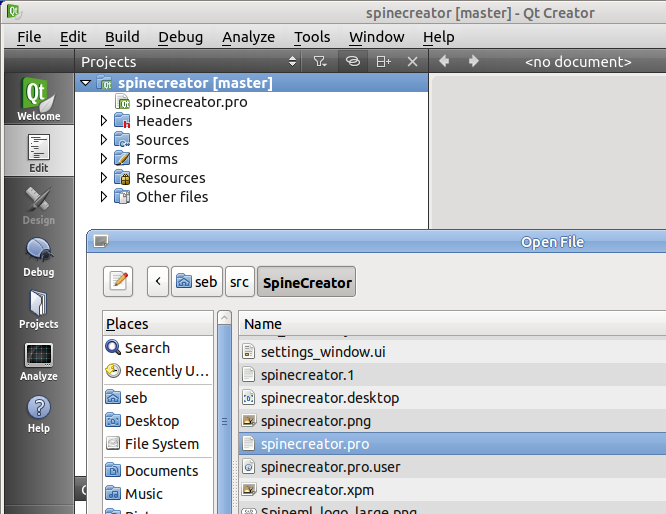 spinecreator [master] - Qt Creator
File Edit Build Debug Analyze Tools Window Help
Projects <no document>
Qt
Welcome
Edit
Design
Debug
Projects
Analyze
Help
spinecreator [master]
spinecreator.pro
Headers
Sources
Forms
Resources
Other files
Open File
seb src SpineCreator
Places
Search
Recently U...
seb
Desktop
File System
Documents
Music
Name
settings_window.ui
spinecreator.1
spinecreator.desktop
spinecreator.png
spinecreator.pro
spinecreator.pro.user
spinecreator.xpm
Spineml_logo_large.png